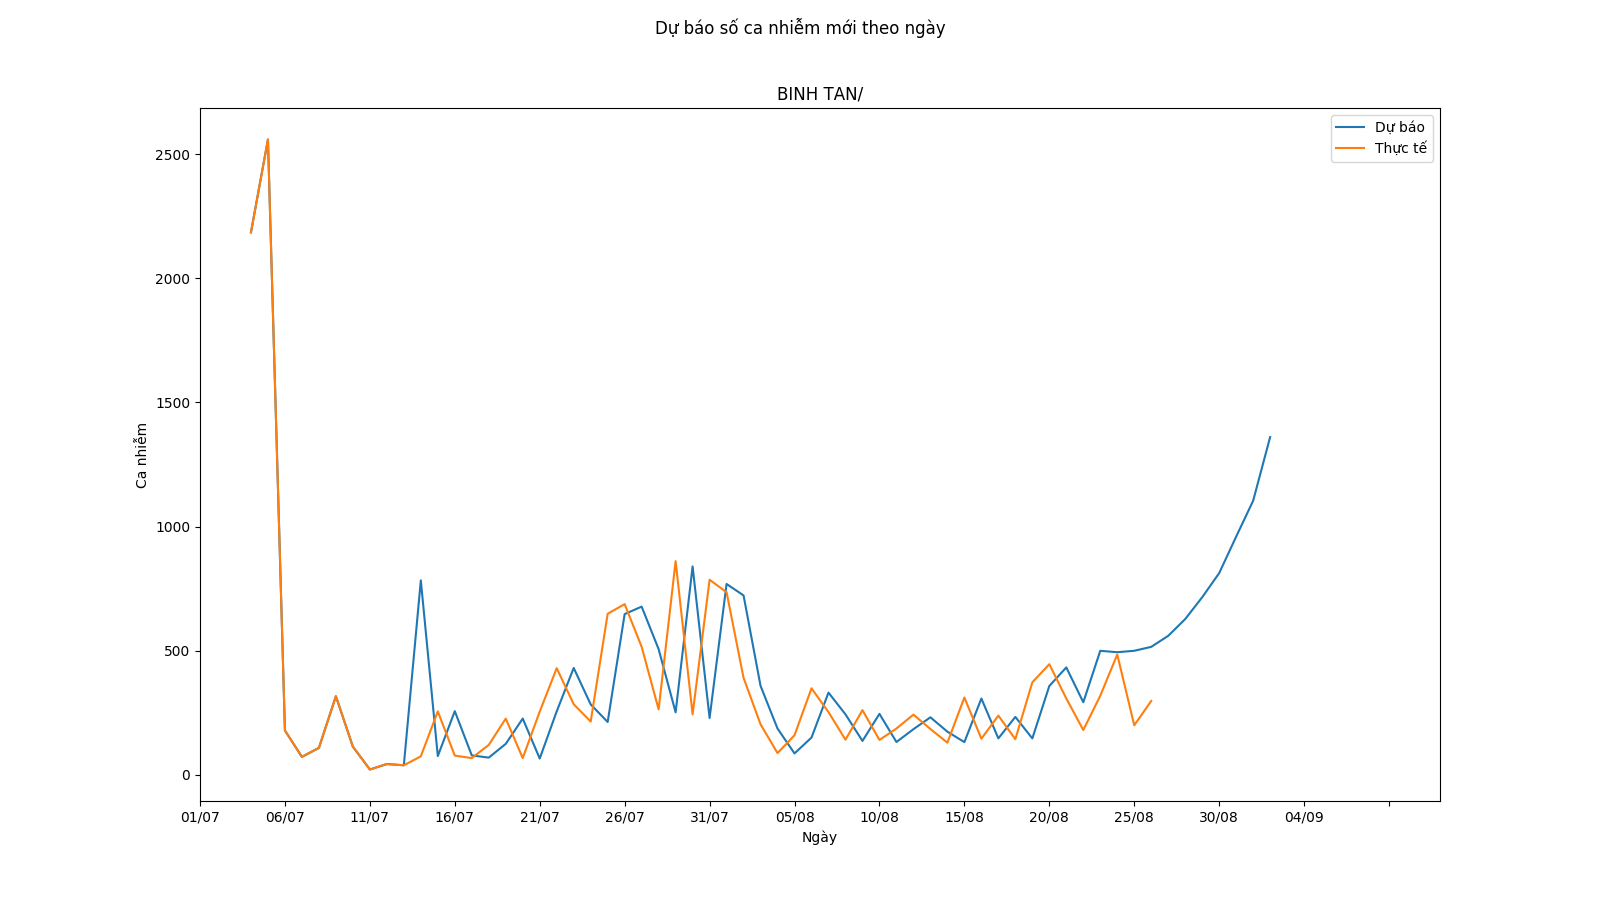 Dự báo số ca nhiễm mới theo ngày
BINH TAN/
Dự báo
Thực tế
2500
2000
1500
1000
500
0
Ca nhiễm
01/07 06/07 11/07 16/07 21/07 26/07 31/07 05/08 10/08 15/08 20/08 25/08 30/08 04/09
Ngày